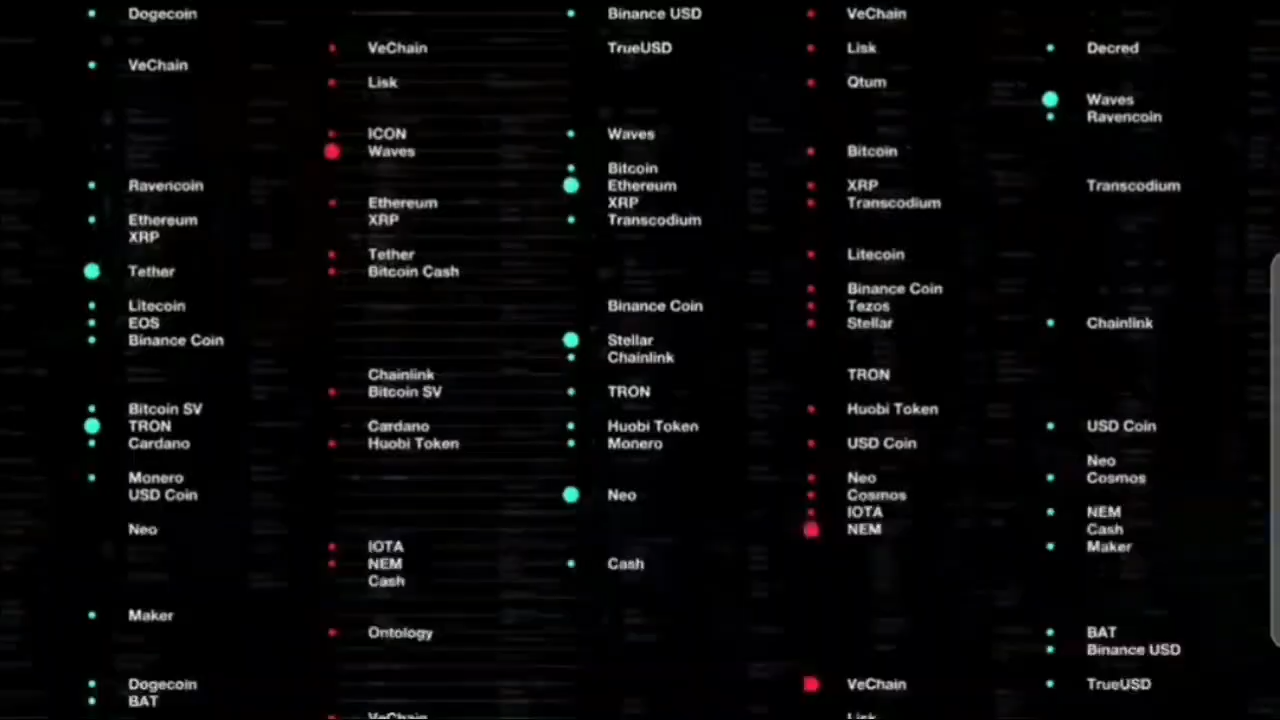 Dogecoin
VeChain
Ravencoin
Ethereum
XRP
Tether
Litecoin
EOS
Binance Coin
Bitcoin SV
TRON
Cardano
Monero
USD Coin
Neo
Maker
Dogecoin
BAT
VeChain
Lisk
ICON
Waves
Ethereum
XRP
Tether
Bitcoin Cash
Chainlink
Bitcoin SV
Cardano
Huobi Token
IOTA
NEM
Cash
Ontology
VeChain
Binance USD
TrueUSD
Waves
Bitcoin
Ethereum
XRP
Transcodium
Binance Coin
Stellar
Chainlink
TRON
Huobi Token
Monero
Neo
Cash
VeChain
Lisk
Qtum
Bitcoin
XRP
Transcodium
Litecoin
Binance Coin
Tezos
Stellar
TRON
Huobi Token
USD Coin
Neo
Cosmos
IOTA
NEM
VeChain
Lisk
Decred
Waves
Ravencoin
Transcodium
Chainlink
USD Coin
Neo
Cosmos
NEM
Cash
Maker
BAT
Binance USD
TrueUSD